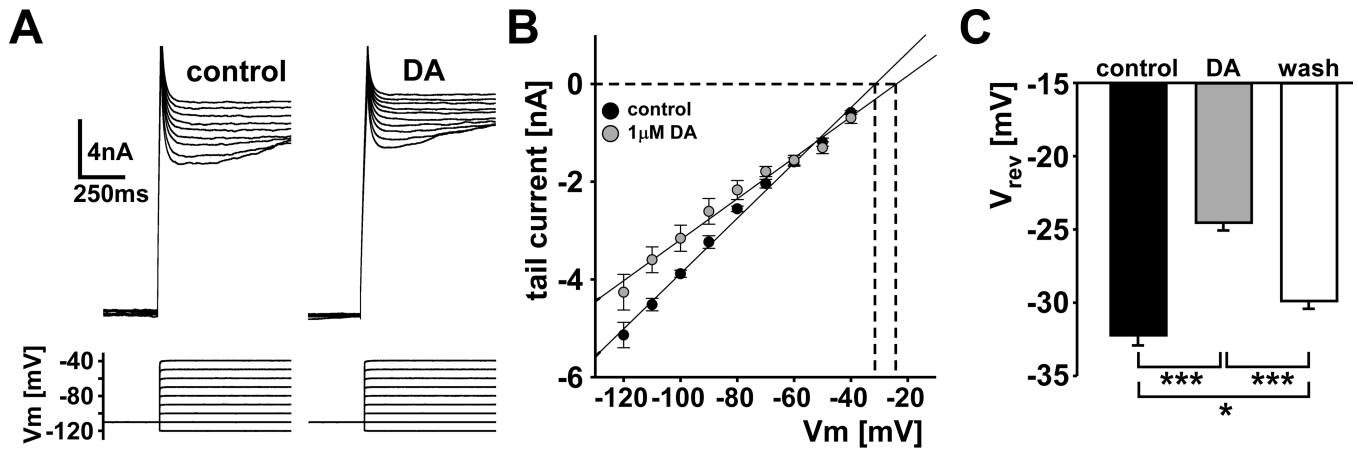 A
control
DA
4nA
250ms
Vm [mV]
-40
-80
-120
B
tail current [nA]
0
-2
-4
-6
control
1µM DA
-120 -100 -80 -60 -40 -20
Vm [mV]
C
control DA wash
Vrev [mV]
-15
-20
-25
-30
-35
*** ***
*